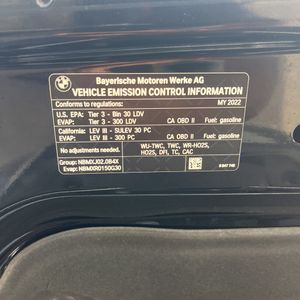 BMW
Bayerische Motoren Werke AG
VEHICLE EMISSION CONTROL INFORMATION
Conforms to regulations: MY 2022
U.S. EPA: Tier 3 - Bin 30 LDV Fuel: gasoline
EVAP: Tier 3 - 300 LDV CA OBD II
California: LEV III - SULEV 30 PC Fuel: gasoline
EVAP: LEV III - 300 PC CA OBD II
WU-TWC, TWC, WR-HO2S,
HO2S, DFI, TC, CAC
Group: NBMXJ02.0B4X
Evap: NBMXR0150G30